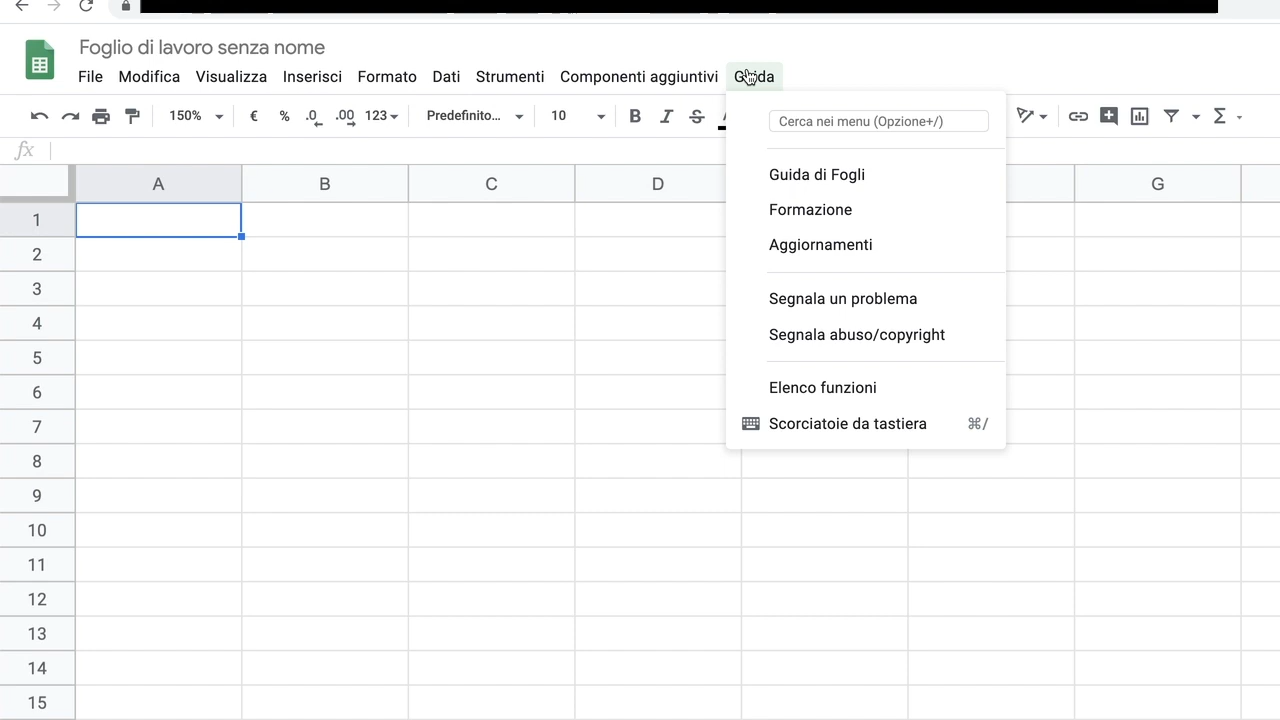 Foglio di lavoro senza nome
File Modifica Visualizza Inserisci Formato Dati Strumenti Componenti aggiuntivi Guida
150% € % .0 .00 123 Predefinito... 10 B I S
fx
Cerca nei menu (Opzione+/)
Guida di Fogli
Formazione
Aggiornamenti
Segnala un problema
Segnala abuso/copyright
Elenco funzioni
Scorciatoie da tastiera ⌘/
A B C D G
1
2
3
4
5
6
7
8
9
10
11
12
13
14
15